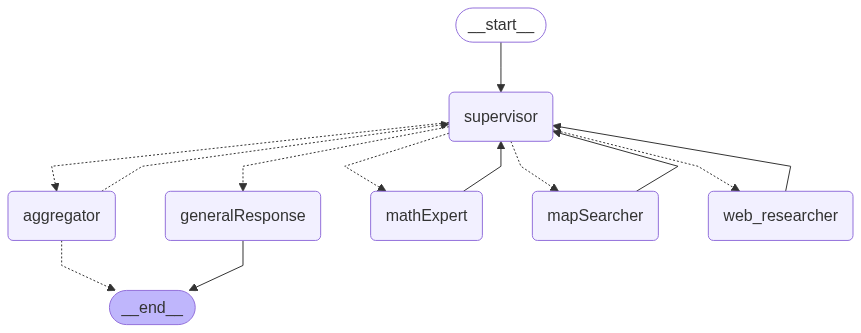 __start__
supervisor
aggregator
generalResponse
mathExpert
mapSearcher
web_researcher
__end__